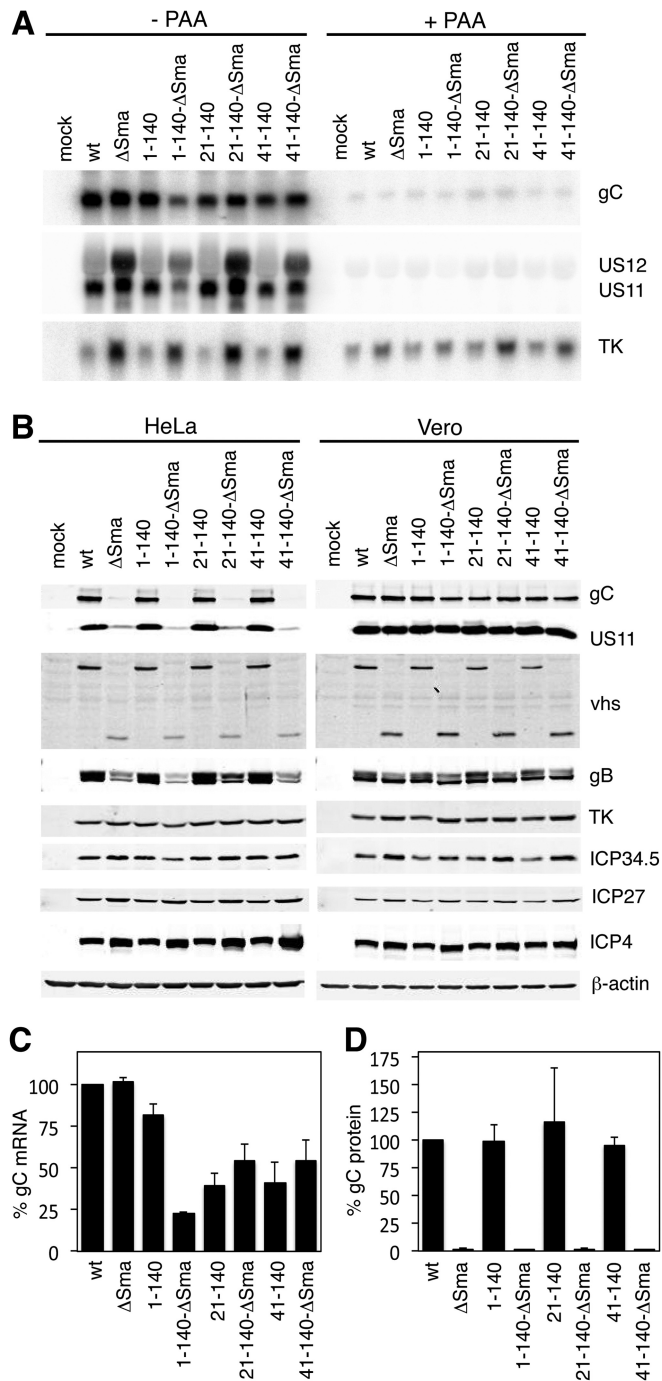 A
- PAA
+ PAA
mock
wt
ΔSma
1-140
1-140-ΔSma
21-140
21-140-ΔSma
41-140
41-140-ΔSma
mock
wt
ΔSma
1-140
1-140-ΔSma
21-140
21-140-ΔSma
41-140
41-140-ΔSma
gC
US12
US11
TK
B
HeLa
Vero
mock
wt
ΔSma
1-140
1-140-ΔSma
21-140
21-140-ΔSma
41-140
41-140-ΔSma
mock
wt
ΔSma
1-140
1-140-ΔSma
21-140
21-140-ΔSma
41-140
41-140-ΔSma
gC
US11
vhs
gB
TK
ICP34.5
ICP27
ICP4
β-actin
C
% gC mRNA
100
75
50
25
0
wt
ΔSma
1-140
1-140-ΔSma
21-140
21-140-ΔSma
41-140
41-140-ΔSma
D
% gC protein
175
150
125
100
75
50
25
0
wt
ΔSma
1-140
1-140-ΔSma
21-140
21-140-ΔSma
41-140
41-140-ΔSma